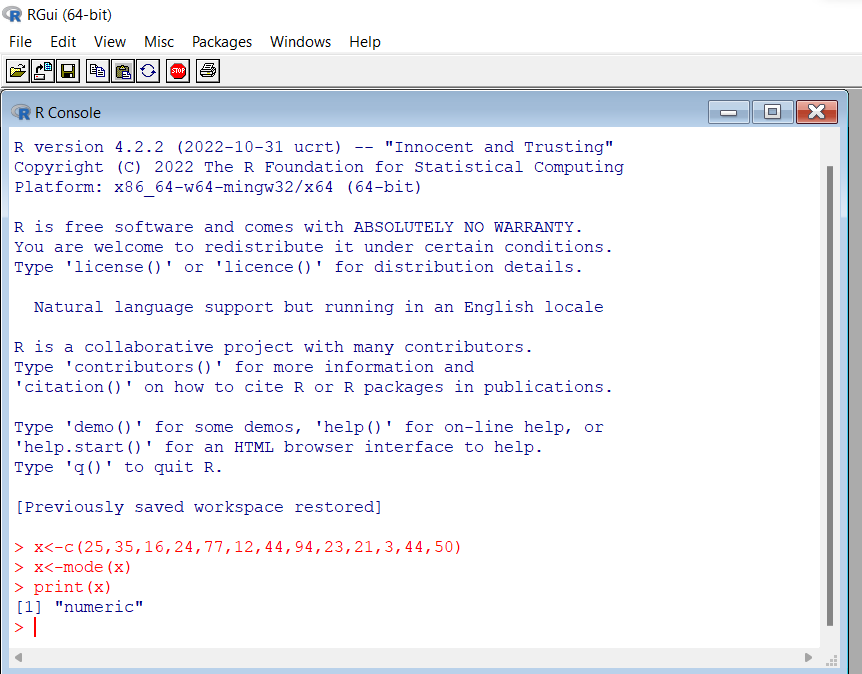 RGui (64-bit)
File Edit View Misc Packages Windows Help
STOP
R Console
R version 4.2.2 (2022-10-31 ucrt) -- "Innocent and Trusting"
Copyright (C) 2022 The R Foundation for Statistical Computing
Platform: x86_64-w64-mingw32/x64 (64-bit)
R is free software and comes with ABSOLUTELY NO WARRANTY.
You are welcome to redistribute it under certain conditions.
Type 'license()' or 'licence()' for distribution details.
Natural language support but running in an English locale
R is a collaborative project with many contributors.
Type 'contributors()' for more information and
'citation()' on how to cite R or R packages in publications.
Type 'demo()' for some demos, 'help()' for on-line help, or
'help.start()' for an HTML browser interface to help.
Type 'q()' to quit R.
[Previously saved workspace restored]
> x<-c(25,35,16,24,77,12,44,94,23,21,3,44,50)
> x<-mode(x)
> print(x)
[1] "numeric"
>